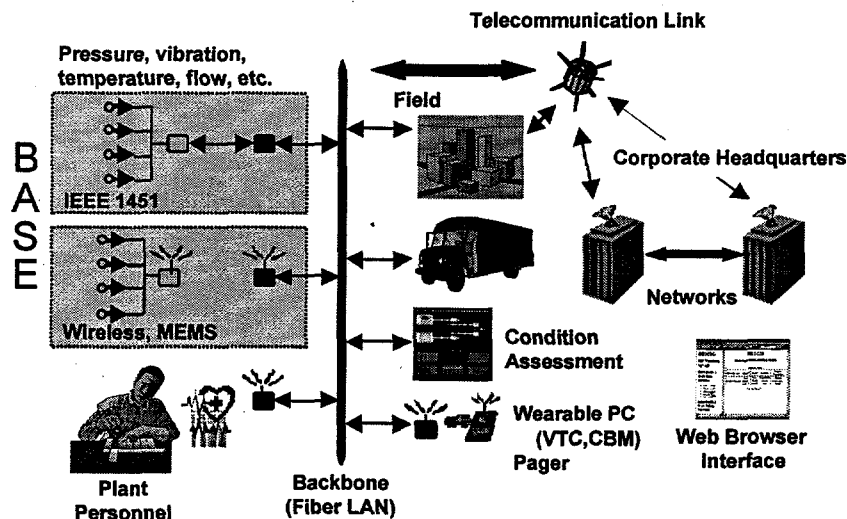 Telecommunication Link
Pressure, vibration,
temperature, flow, etc.
Field
BASE
IEEE 1451
Corporate Headquarters
Wireless, MEMS
Networks
Condition
Assessment
Wearable PC
(VTC,CBM)
Pager
Web Browser
Interface
Plant
Personnel
Backbone
(Fiber LAN)